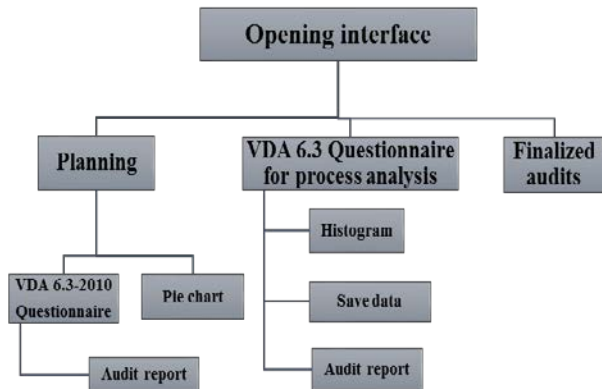 Opening interface
Planning
VDA 6.3 Questionnaire
for process analysis
Finalized
audits
Histogram
VDA 6.3-2010
Questionnaire
Pie chart
Save data
Audit report
Audit report